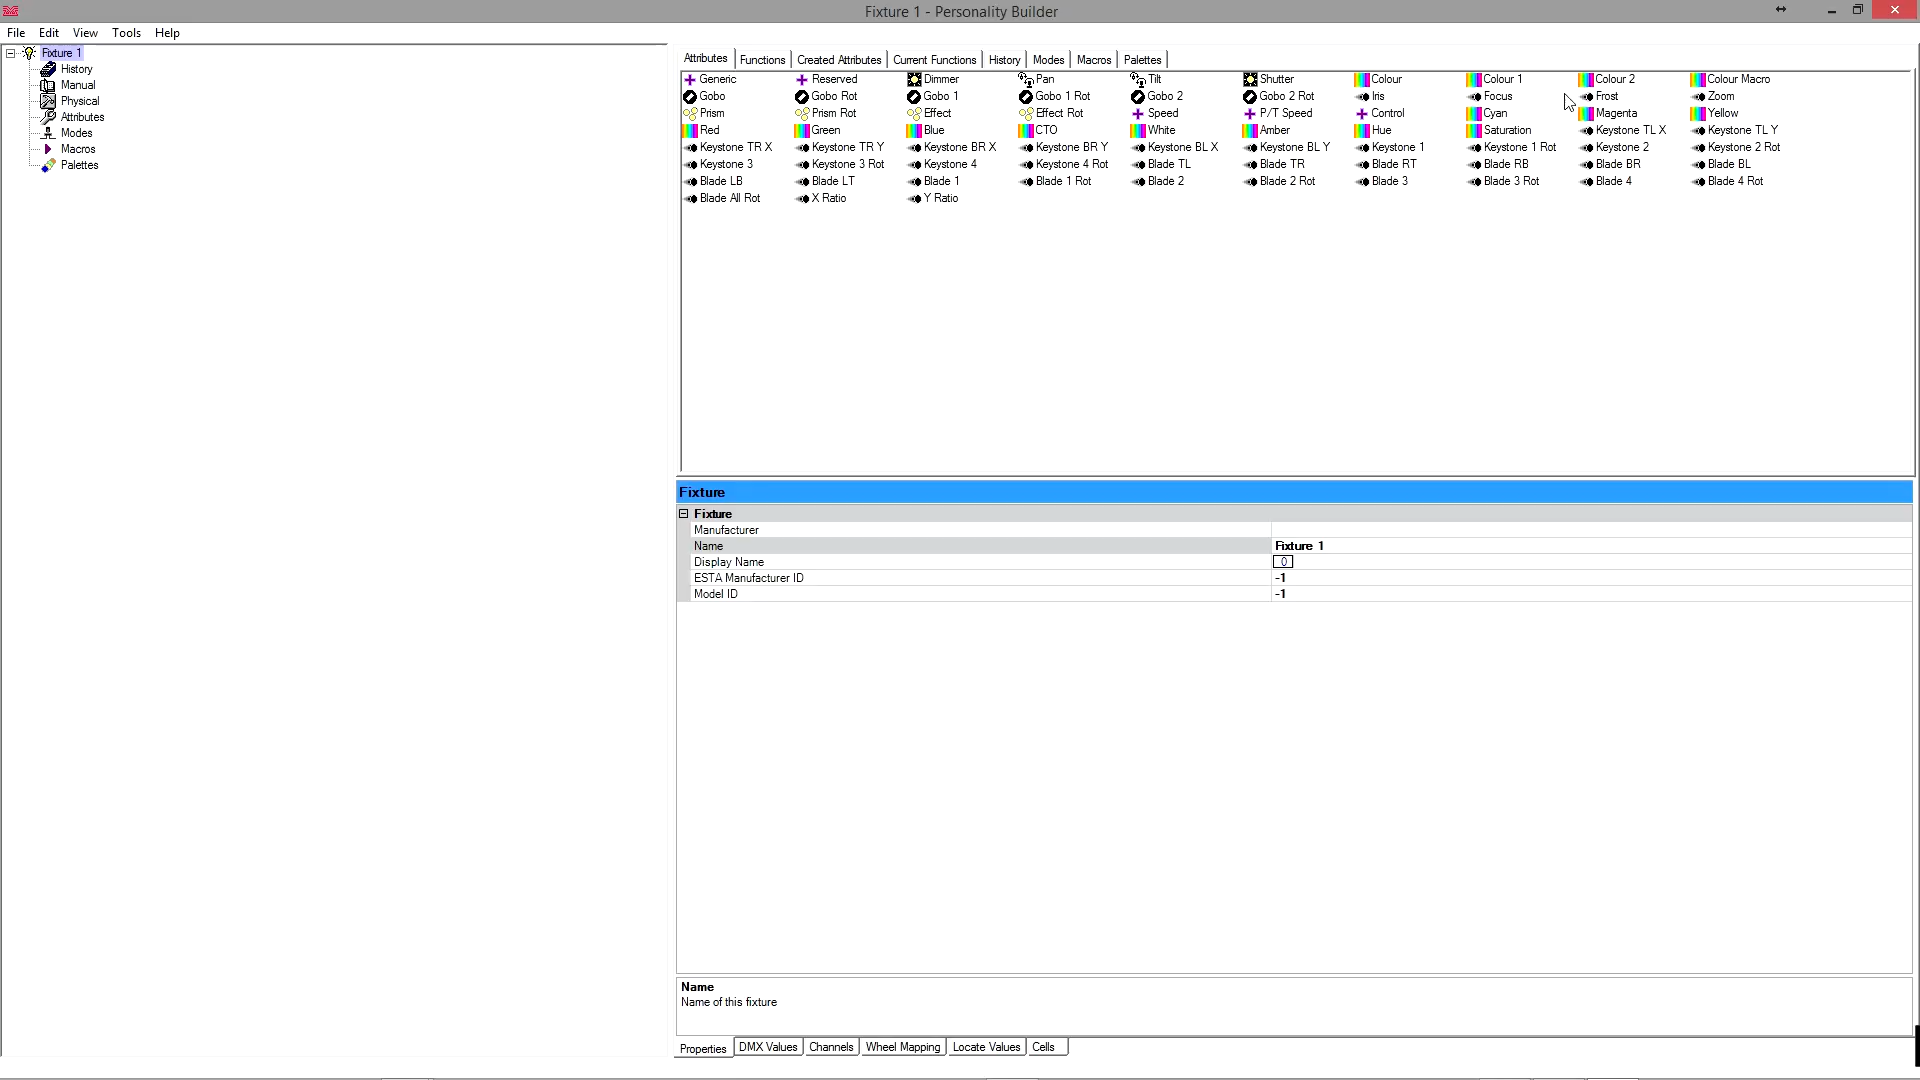 Fixture 1 - Personality Builder
File Edit View Tools Help
Fixture 1
History
Manual
Physical
Attributes
Modes
Macros
Palettes
Attributes Functions Created Attributes Current Functions History Modes Macros Palettes
Generic Reserved Dimmer Pan Tilt Shutter Colour Colour 1 Colour 2 Colour Macro
Gobo Gobo Rot Gobo 1 Gobo 1 Rot Gobo 2 Gobo 2 Rot Iris Focus Frost Zoom
Prism Prism Rot Effect Effect Rot Speed P/T Speed Control Cyan Magenta Yellow
Red Green Blue CTO White Amber Hue Saturation Keystone TL X Keystone TL Y
Keystone TR X Keystone TR Y Keystone BR X Keystone BR Y Keystone BL X Keystone BL Y Keystone 1 Keystone 1 Rot Keystone 2 Keystone 2 Rot
Keystone 3 Keystone 3 Rot Keystone 4 Keystone 4 Rot Blade TL Blade TR Blade RT Blade RB Blade BR Blade BL
Blade LB Blade LT Blade 1 Blade 1 Rot Blade 2 Blade 2 Rot Blade 3 Blade 3 Rot Blade 4 Blade 4 Rot
Blade All Rot X Ratio Y Ratio
Fixture
Fixture
Manufacturer
Name Fixture 1
Display Name 0
ESTA Manufacturer ID -1
Model ID -1
Name
Name of this fixture
Properties DMX Values Channels Wheel Mapping Locate Values Cells